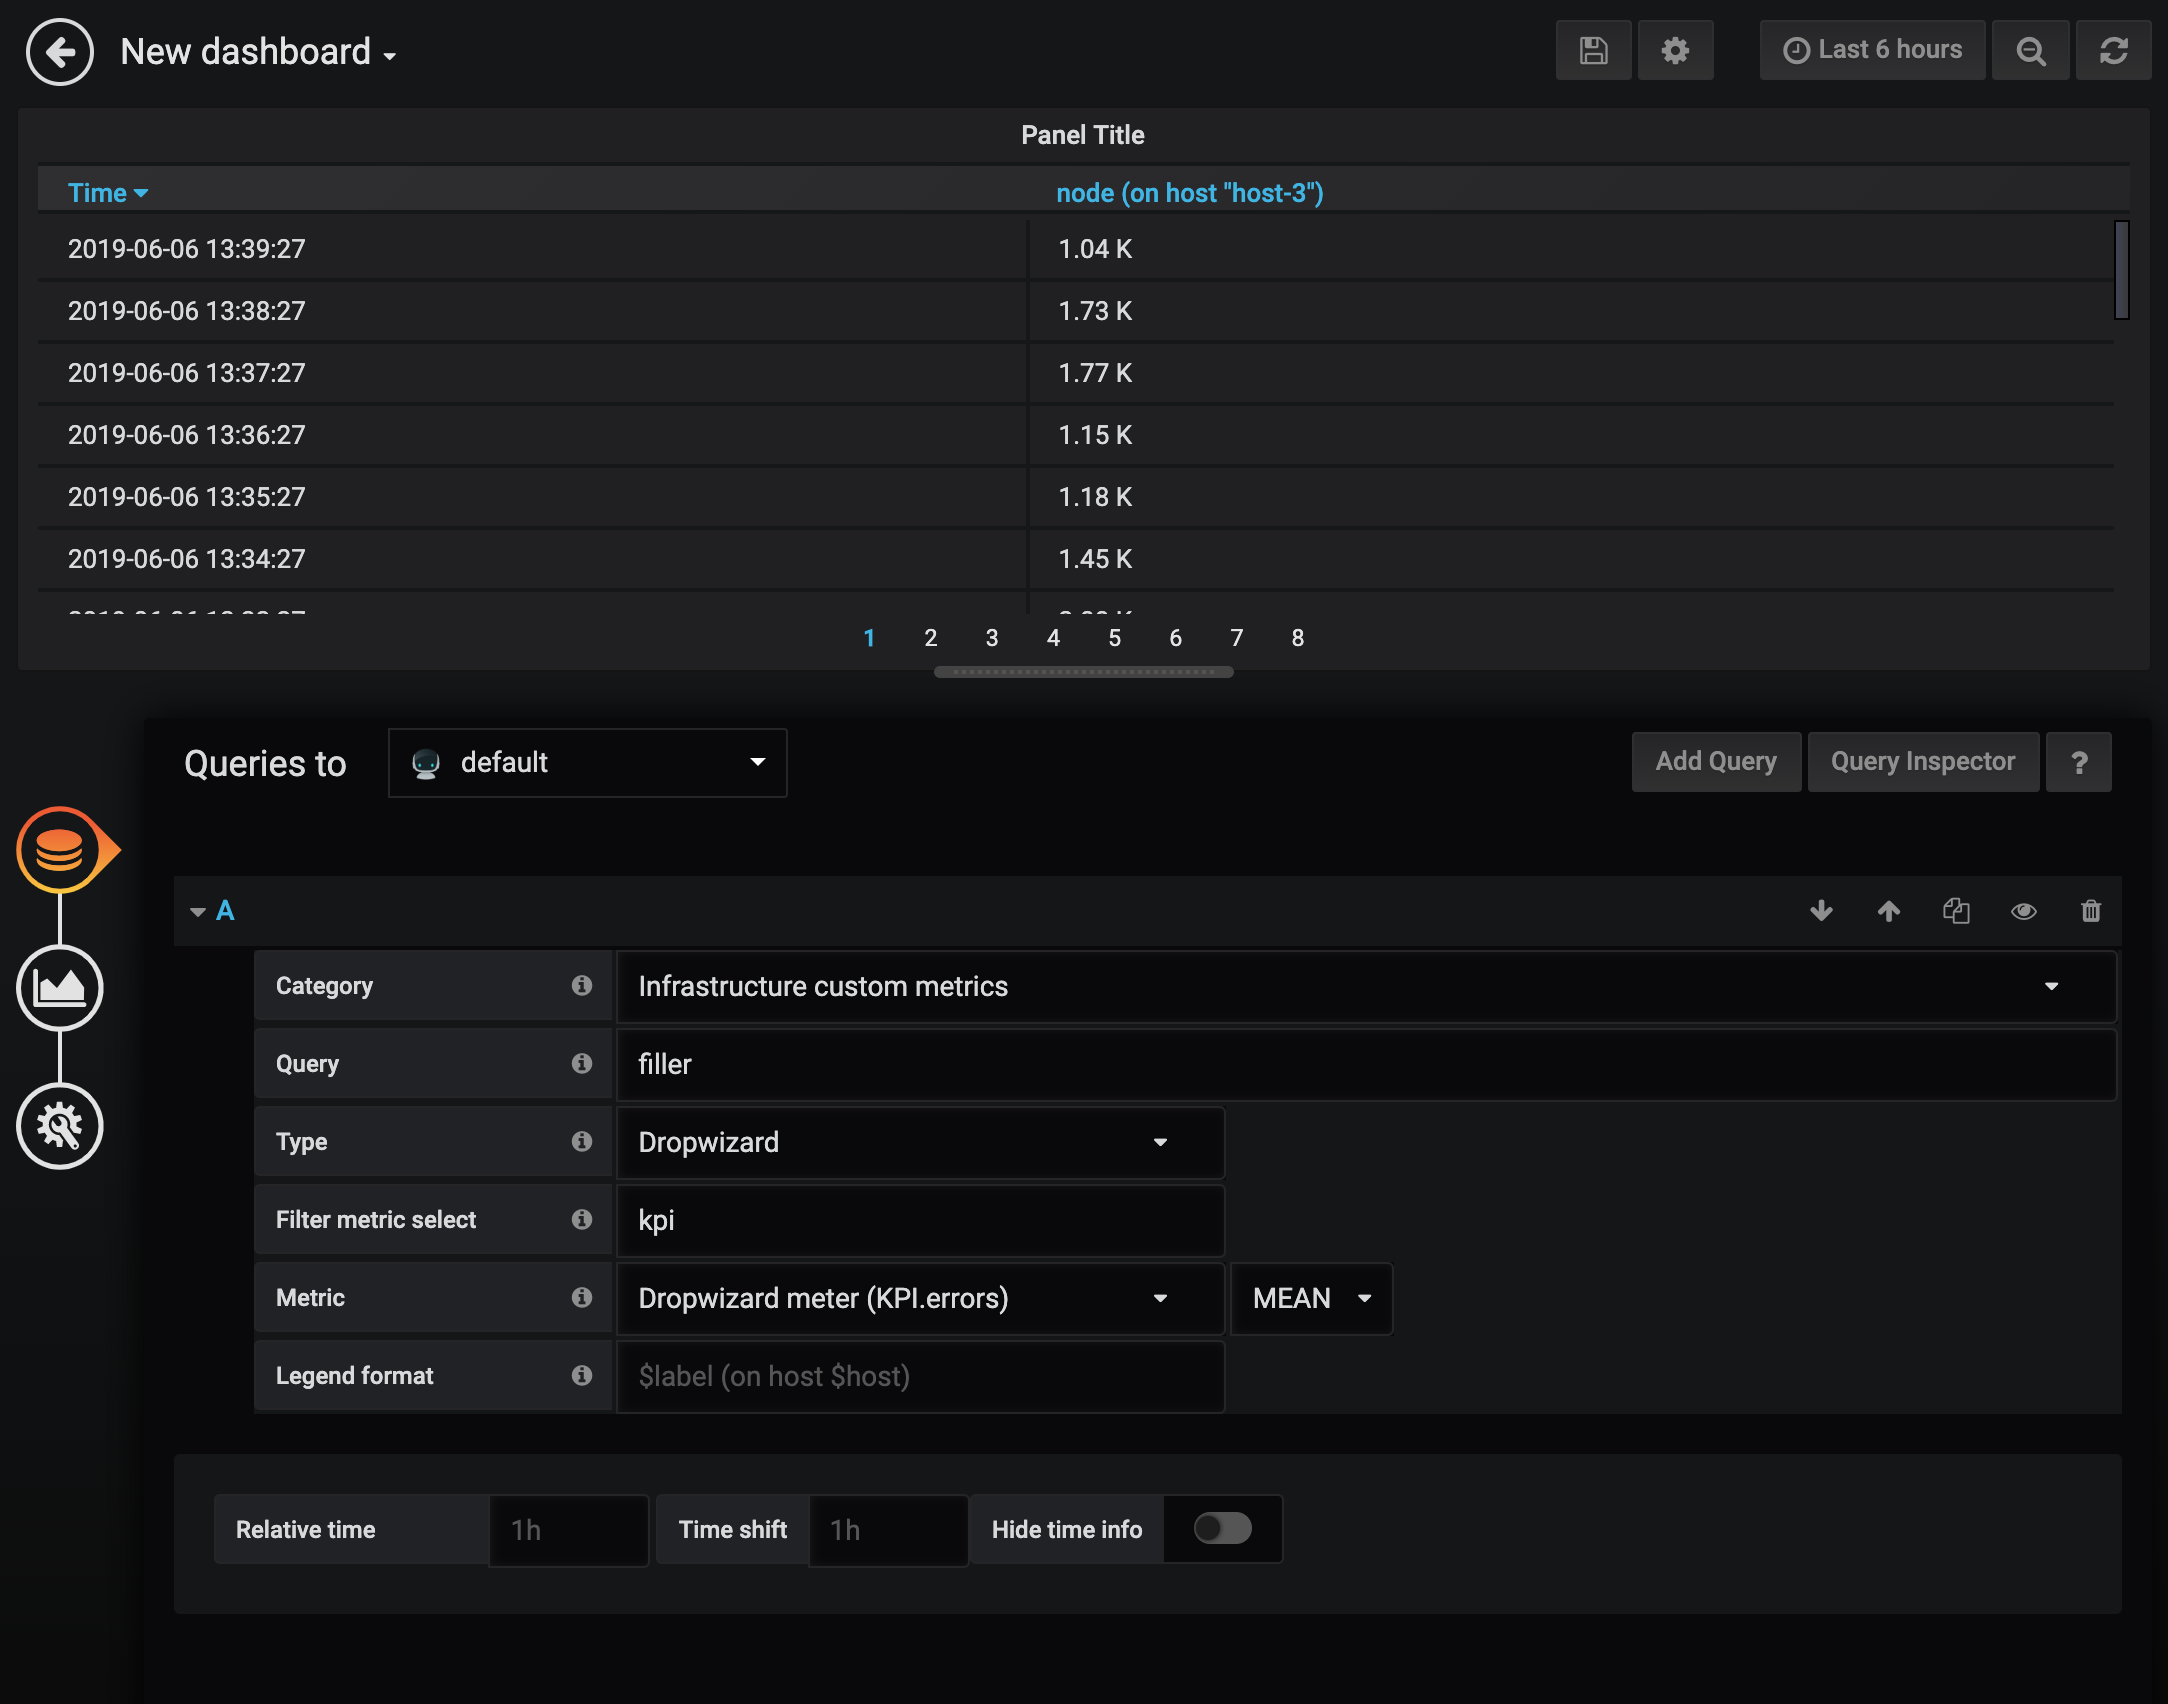 New dashboard
Last 6 hours
Panel Title
Time node (on host "host-3")
2019-06-06 13:39:27 1.04 K
2019-06-06 13:38:27 1.73 K
2019-06-06 13:37:27 1.77 K
2019-06-06 13:36:27 1.15 K
2019-06-06 13:35:27 1.18 K
2019-06-06 13:34:27 1.45 K
1 2 3 4 5 6 7 8
Queries to default Add Query Query Inspector ?
A
Category Infrastructure custom metrics
Query filler
Type Dropwizard
Filter metric select kpi
Metric Dropwizard meter (KPI.errors) MEAN
Legend format $label (on host $host)
Relative time 1h Time shift 1h Hide time info